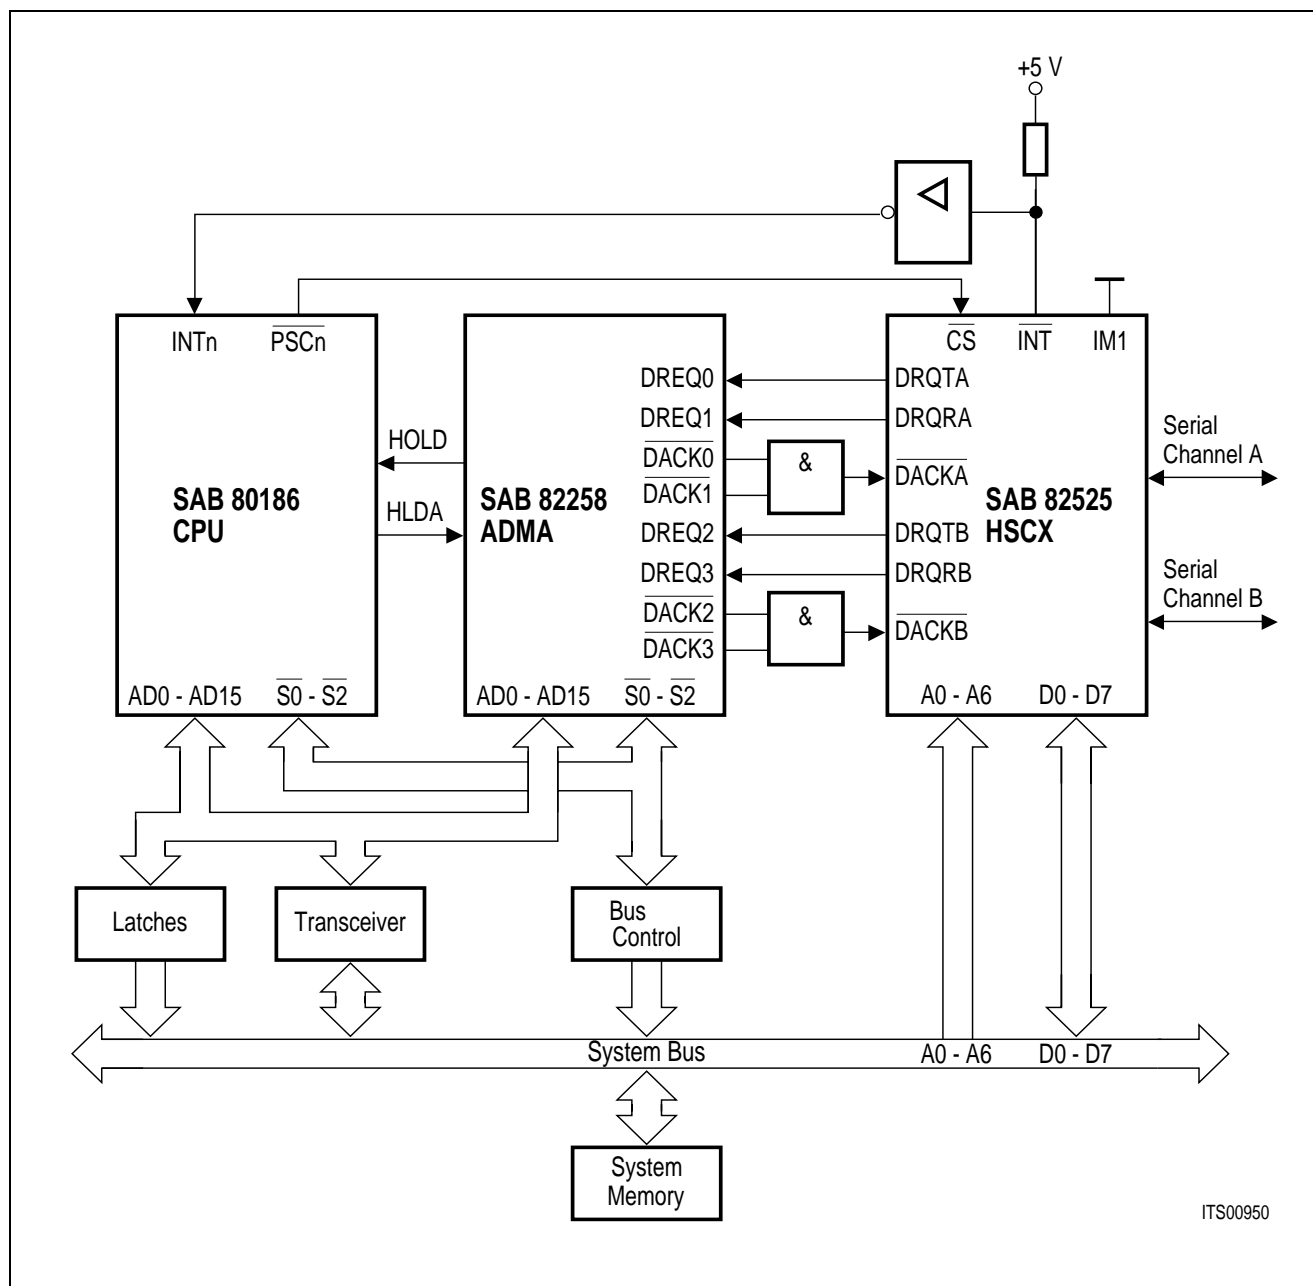 +5 V
INTn
PSCn
CS
INT
IM1
DREQ0
DRQTA
DREQ1
DRQRA
HOLD
DACK0
&
DACKA
DACK1
Serial
Channel A
SAB 80186
CPU
SAB 82258
ADMA
SAB 82525
HSCX
HLDA
DREQ2
DRQTB
DREQ3
DRQRB
Serial
Channel B
DACK2
&
DACKB
DACK3
AD0 - AD15
S0 - S2
AD0 - AD15
S0 - S2
A0 - A6
D0 - D7
Latches
Transceiver
Bus
Control
System Bus
A0 - A6
D0 - D7
System
Memory
ITS00950